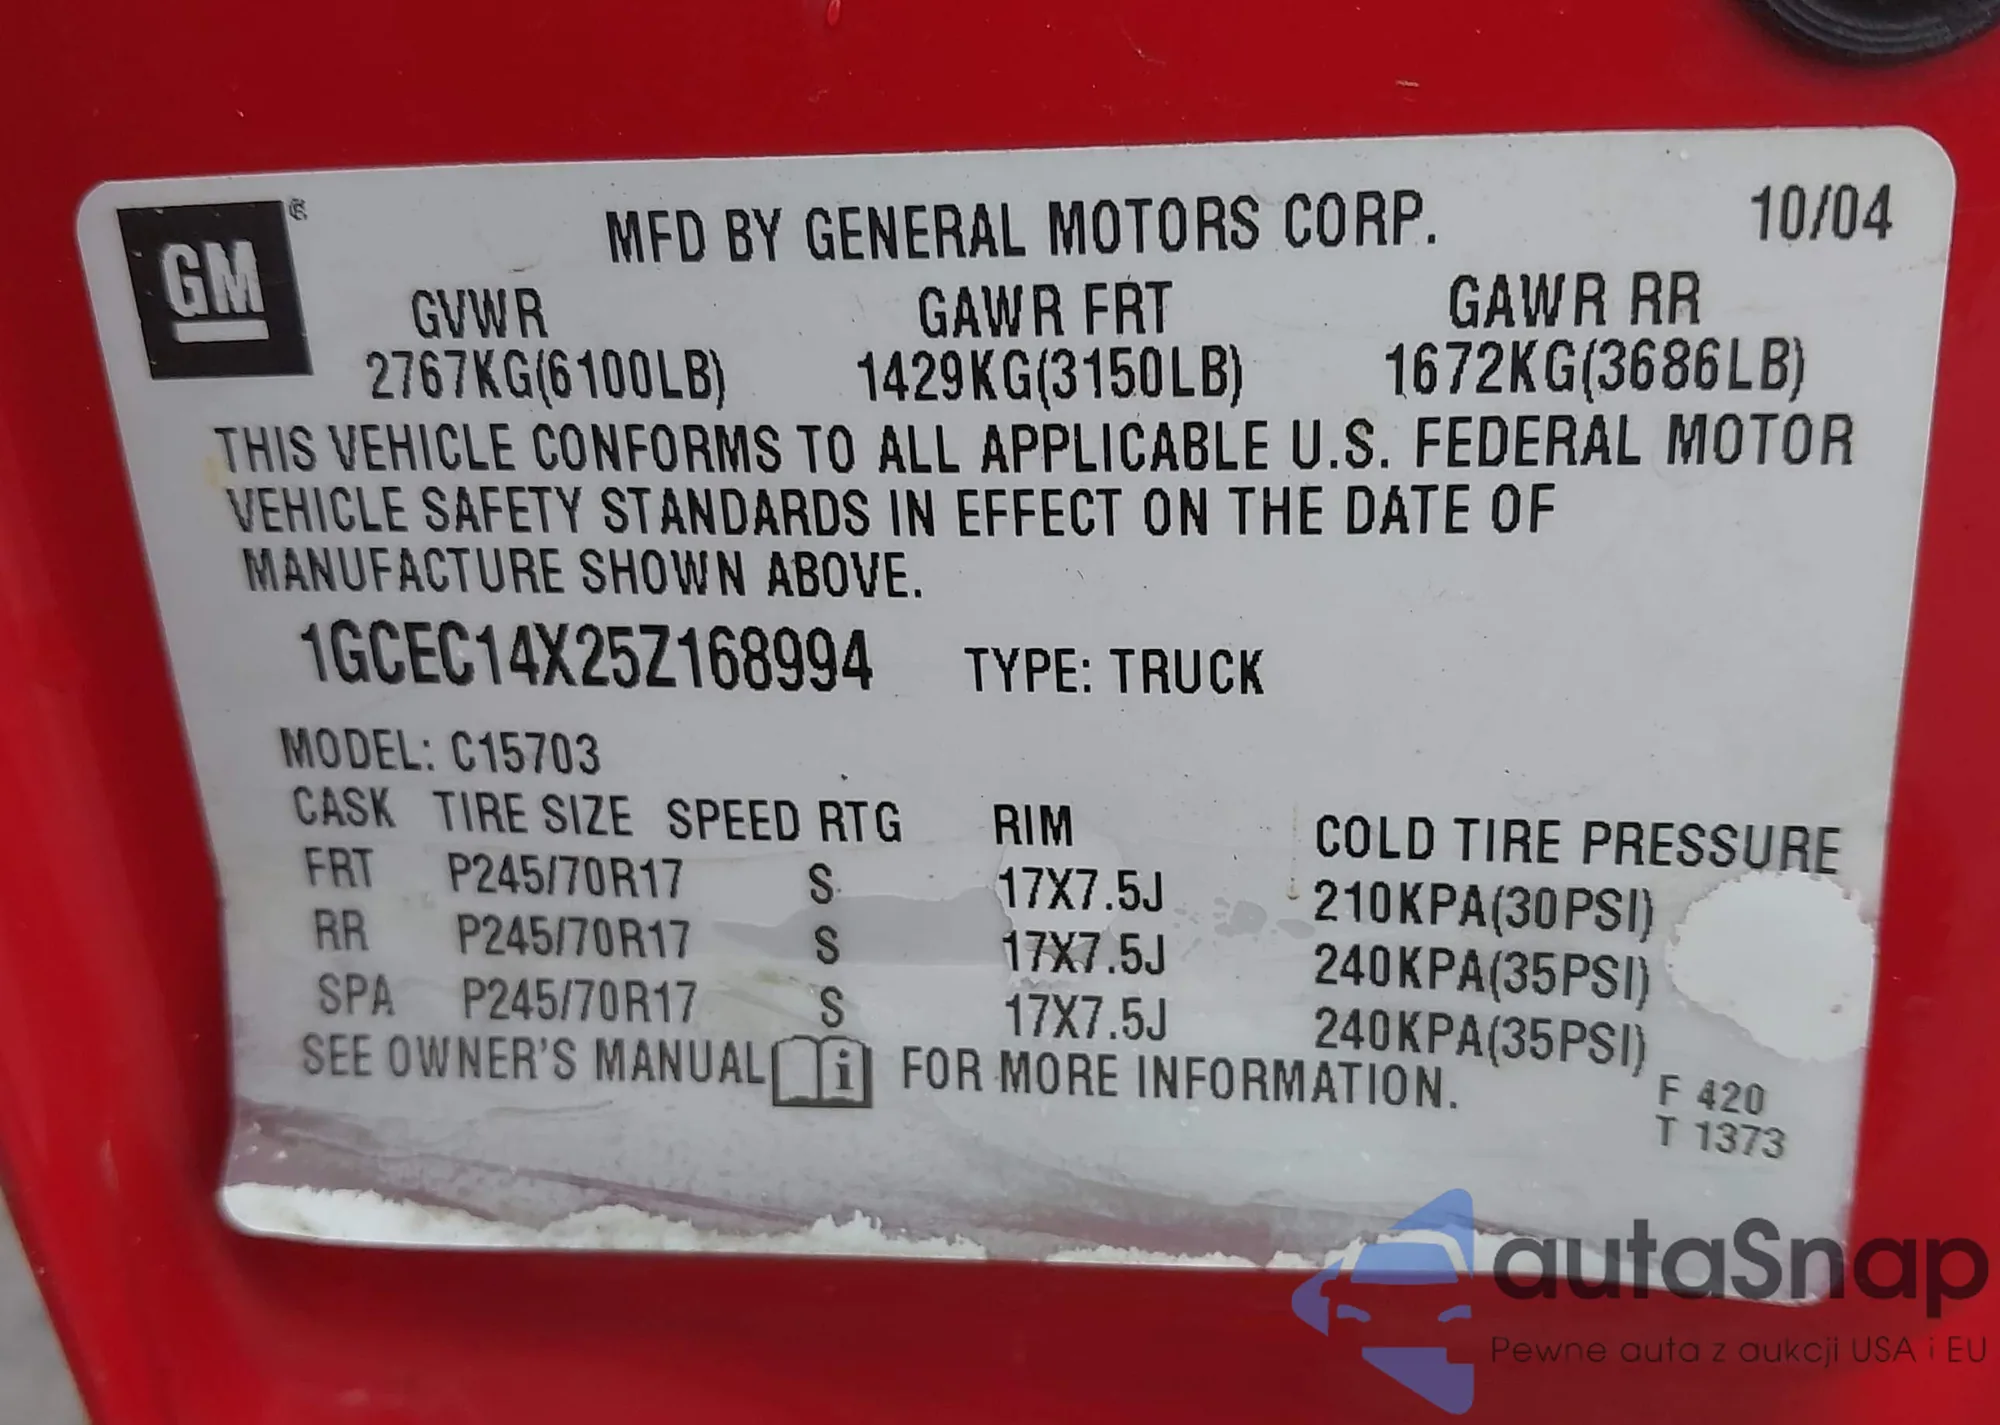 GM ®
MFD BY GENERAL MOTORS CORP. 10/04
GVWR GAWR FRT GAWR RR
2767KG(6100LB) 1429KG(3150LB) 1672KG(3686LB)
THIS VEHICLE CONFORMS TO ALL APPLICABLE U.S. FEDERAL MOTOR
VEHICLE SAFETY STANDARDS IN EFFECT ON THE DATE OF
MANUFACTURE SHOWN ABOVE.
1GCEC14X25Z168994 TYPE: TRUCK
MODEL: C15703
CASK TIRE SIZE SPEED RTG RIM COLD TIRE PRESSURE
FRT P245/70R17 S 17X7.5J 210KPA(30PSI)
RR P245/70R17 S 17X7.5J 240KPA(35PSI)
SPA P245/70R17 S 17X7.5J 240KPA(35PSI)
SEE OWNER'S MANUAL i FOR MORE INFORMATION.
F 420
T 1373
autaSnap
Pewne auta z aukcji USA i EU